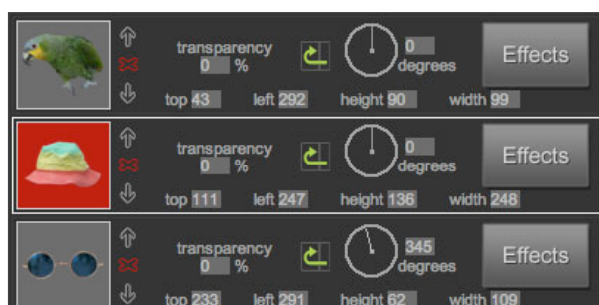 transparency
0 %
0
degrees
Effects
top 43 left 292 height 90 width 99
transparency
0 %
0
degrees
Effects
top 111 left 247 height 136 width 248
transparency
0 %
345
degrees
Effects
top 233 left 291 height 62 width 109